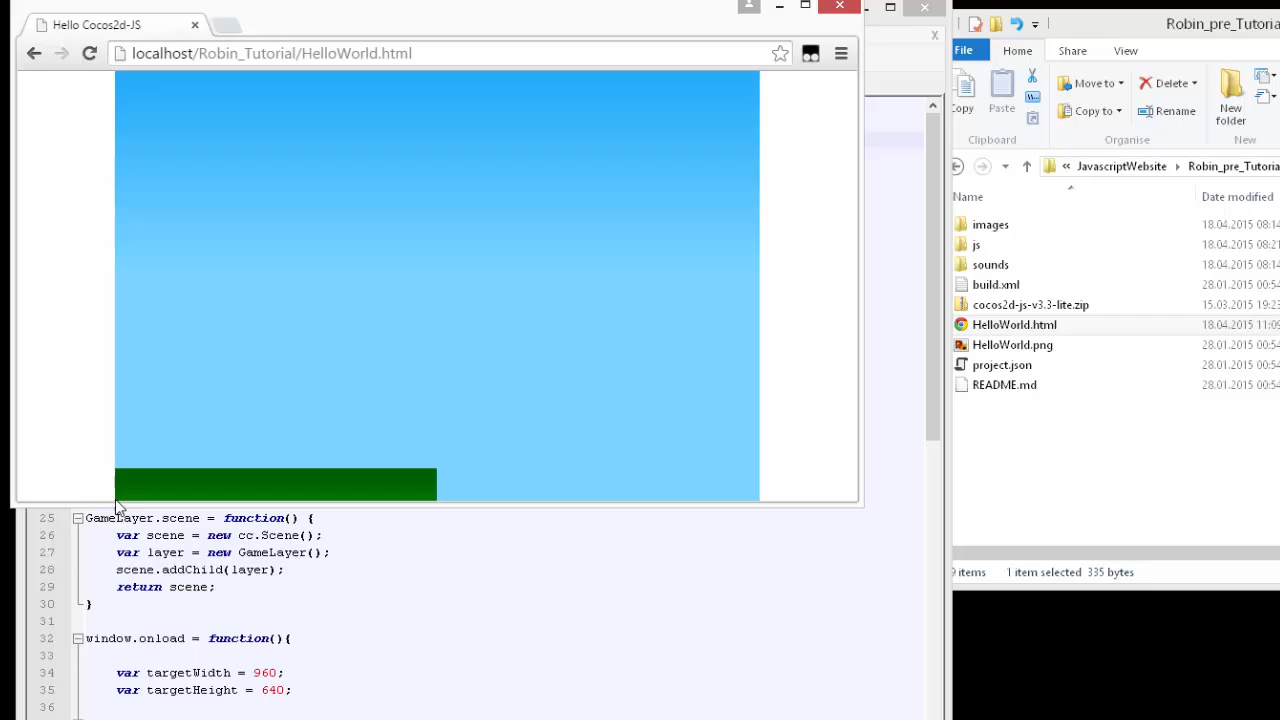 Hello Cocos2d-JS
localhost/Robin_Tutorial/HelloWorld.html
25 GameLayer.scene = function() {
26 var scene = new cc.Scene();
27 var layer = new GameLayer();
28 scene.addChild(layer);
29 return scene;
30 }
31
32 window.onload = function(){
33
34 var targetWidth = 960;
35 var targetHeight = 640;
36
Robin_pre_Tutoria
File Home Share View
Copy Paste Move to Copy to Delete Rename New folder
Clipboard Organise New
« JavascriptWebsite Robin_pre_Tutoria
Name Date modified
images 18.04.2015 08:14
js 18.04.2015 08:21
sounds 18.04.2015 08:14
build.xml 28.01.2015 00:54
cocos2d-js-v3.3-lite.zip 15.03.2015 19:23
HelloWorld.html 18.04.2015 11:09
HelloWorld.png 28.01.2015 00:54
project.json 28.01.2015 00:54
README.md 28.01.2015 00:54
9 items 1 item selected 335 bytes